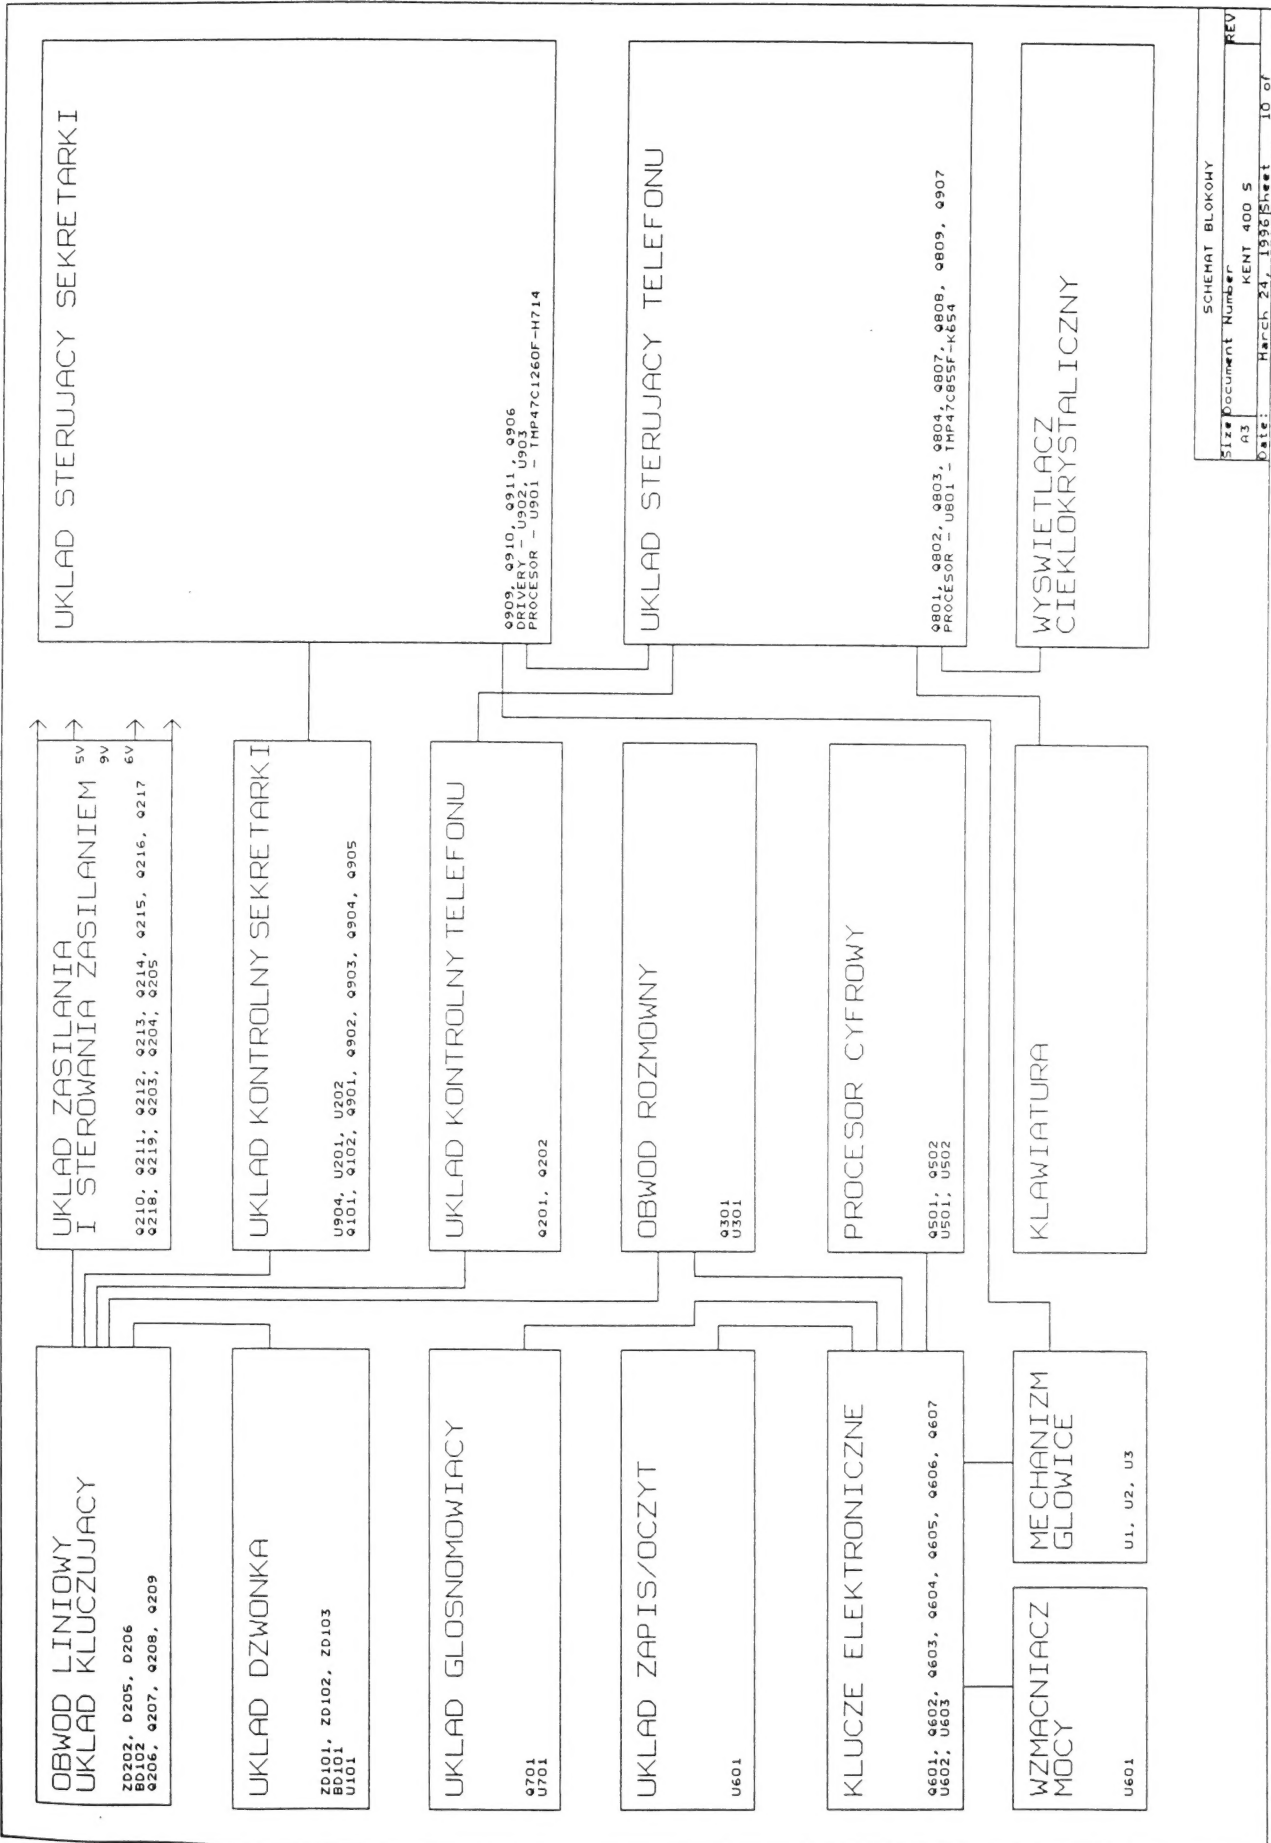 OBWOD LINIOWY
UKLAD KLUCZUJACY
ZD202, D205, D206
BD102
Q206, Q207, Q208, Q209
UKLAD DZWONKA
ZD101, ZD102, ZD103
BD101
U101
UKLAD GLOSNOMOWIACY
Q701
U701
UKLAD ZAPIS/OCZYT
U601
KLUCZE ELEKTRONICZNE
Q601, Q602, Q603, Q604, Q605, Q606, Q607
U602, U603
WZMACNIACZ
MOCY
U601
MECHANIZM
GLOWICE
U1, U2, U3
UKLAD ZASILANIA
I STEROWANIA ZASILANIEM
5V
9V
6V
Q210, Q211, Q212, Q213, Q214, Q215, Q216, Q217
Q218, Q219, Q203, Q204, Q205
UKLAD KONTROLNY SEKRETARKI
U904, U201, U202
Q101, Q102, Q901, Q902, Q903, Q904, Q905
UKLAD KONTROLNY TELEFONU
Q201, Q202
OBWOD ROZMOWNY
Q301
U301
PROCESOR CYFROWY
Q501, Q502
U501, U502
KLAWIATURA
UKLAD STERUJACY SEKRETARKI
Q909, Q910, Q911, Q906
DRIVERY - U902, U903
PROCESOR - U901 - TMP47C1260F-H714
UKLAD STERUJACY TELEFONU
Q801, Q802, Q803, Q804, Q807, Q808, Q809, Q907
PROCESOR - U801 - TMP47C855F-K654
WYSWIETLACZ
CIEKLOKRYSTALICZNY
SCHEMAT BLOKOWY
Size Document Number REV
A3 KENT 400 S
Date: March 24, 1996 Sheet 10 of